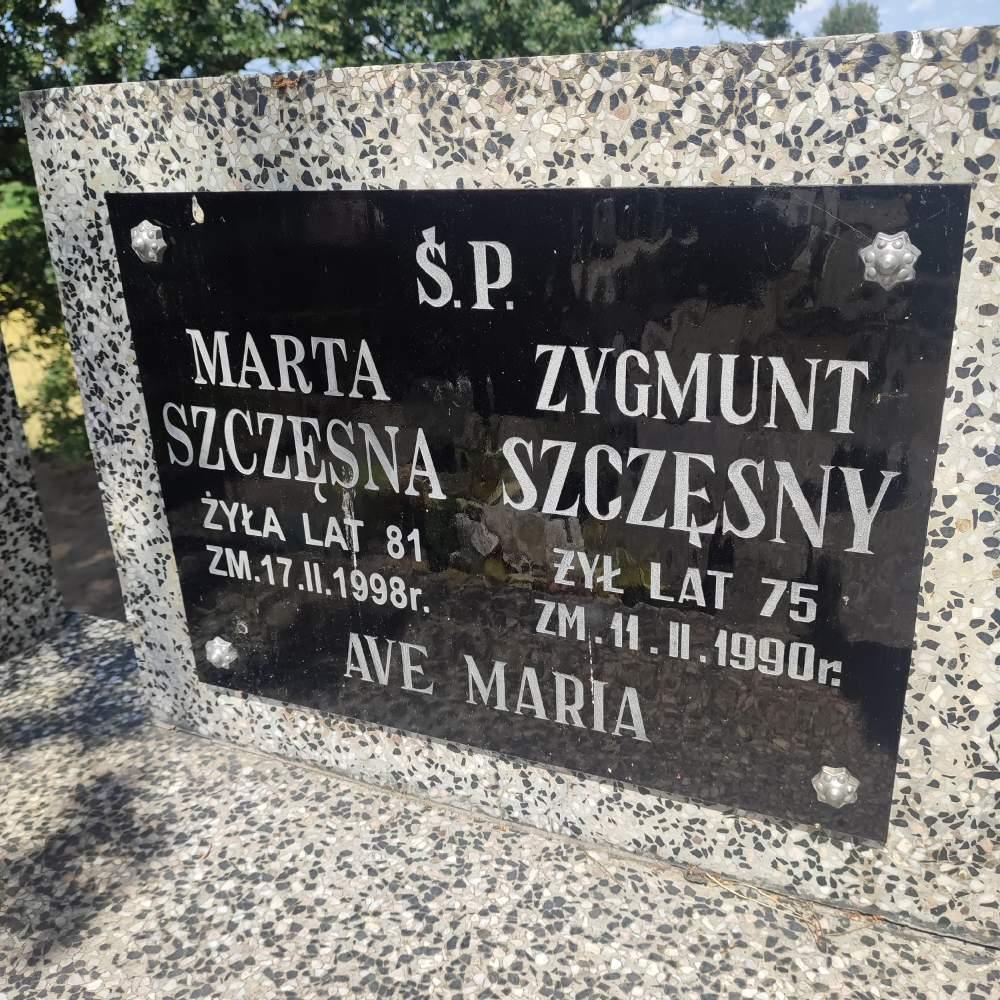 Ś.P.
MARTA
SZCZĘSNA
ŻYŁA LAT 81
ZM.17.II.1998r.
ZYGMUNT
SZCZĘSNY
ŻYŁ LAT 75
ZM.11.II.1990r.
AVE MARIA